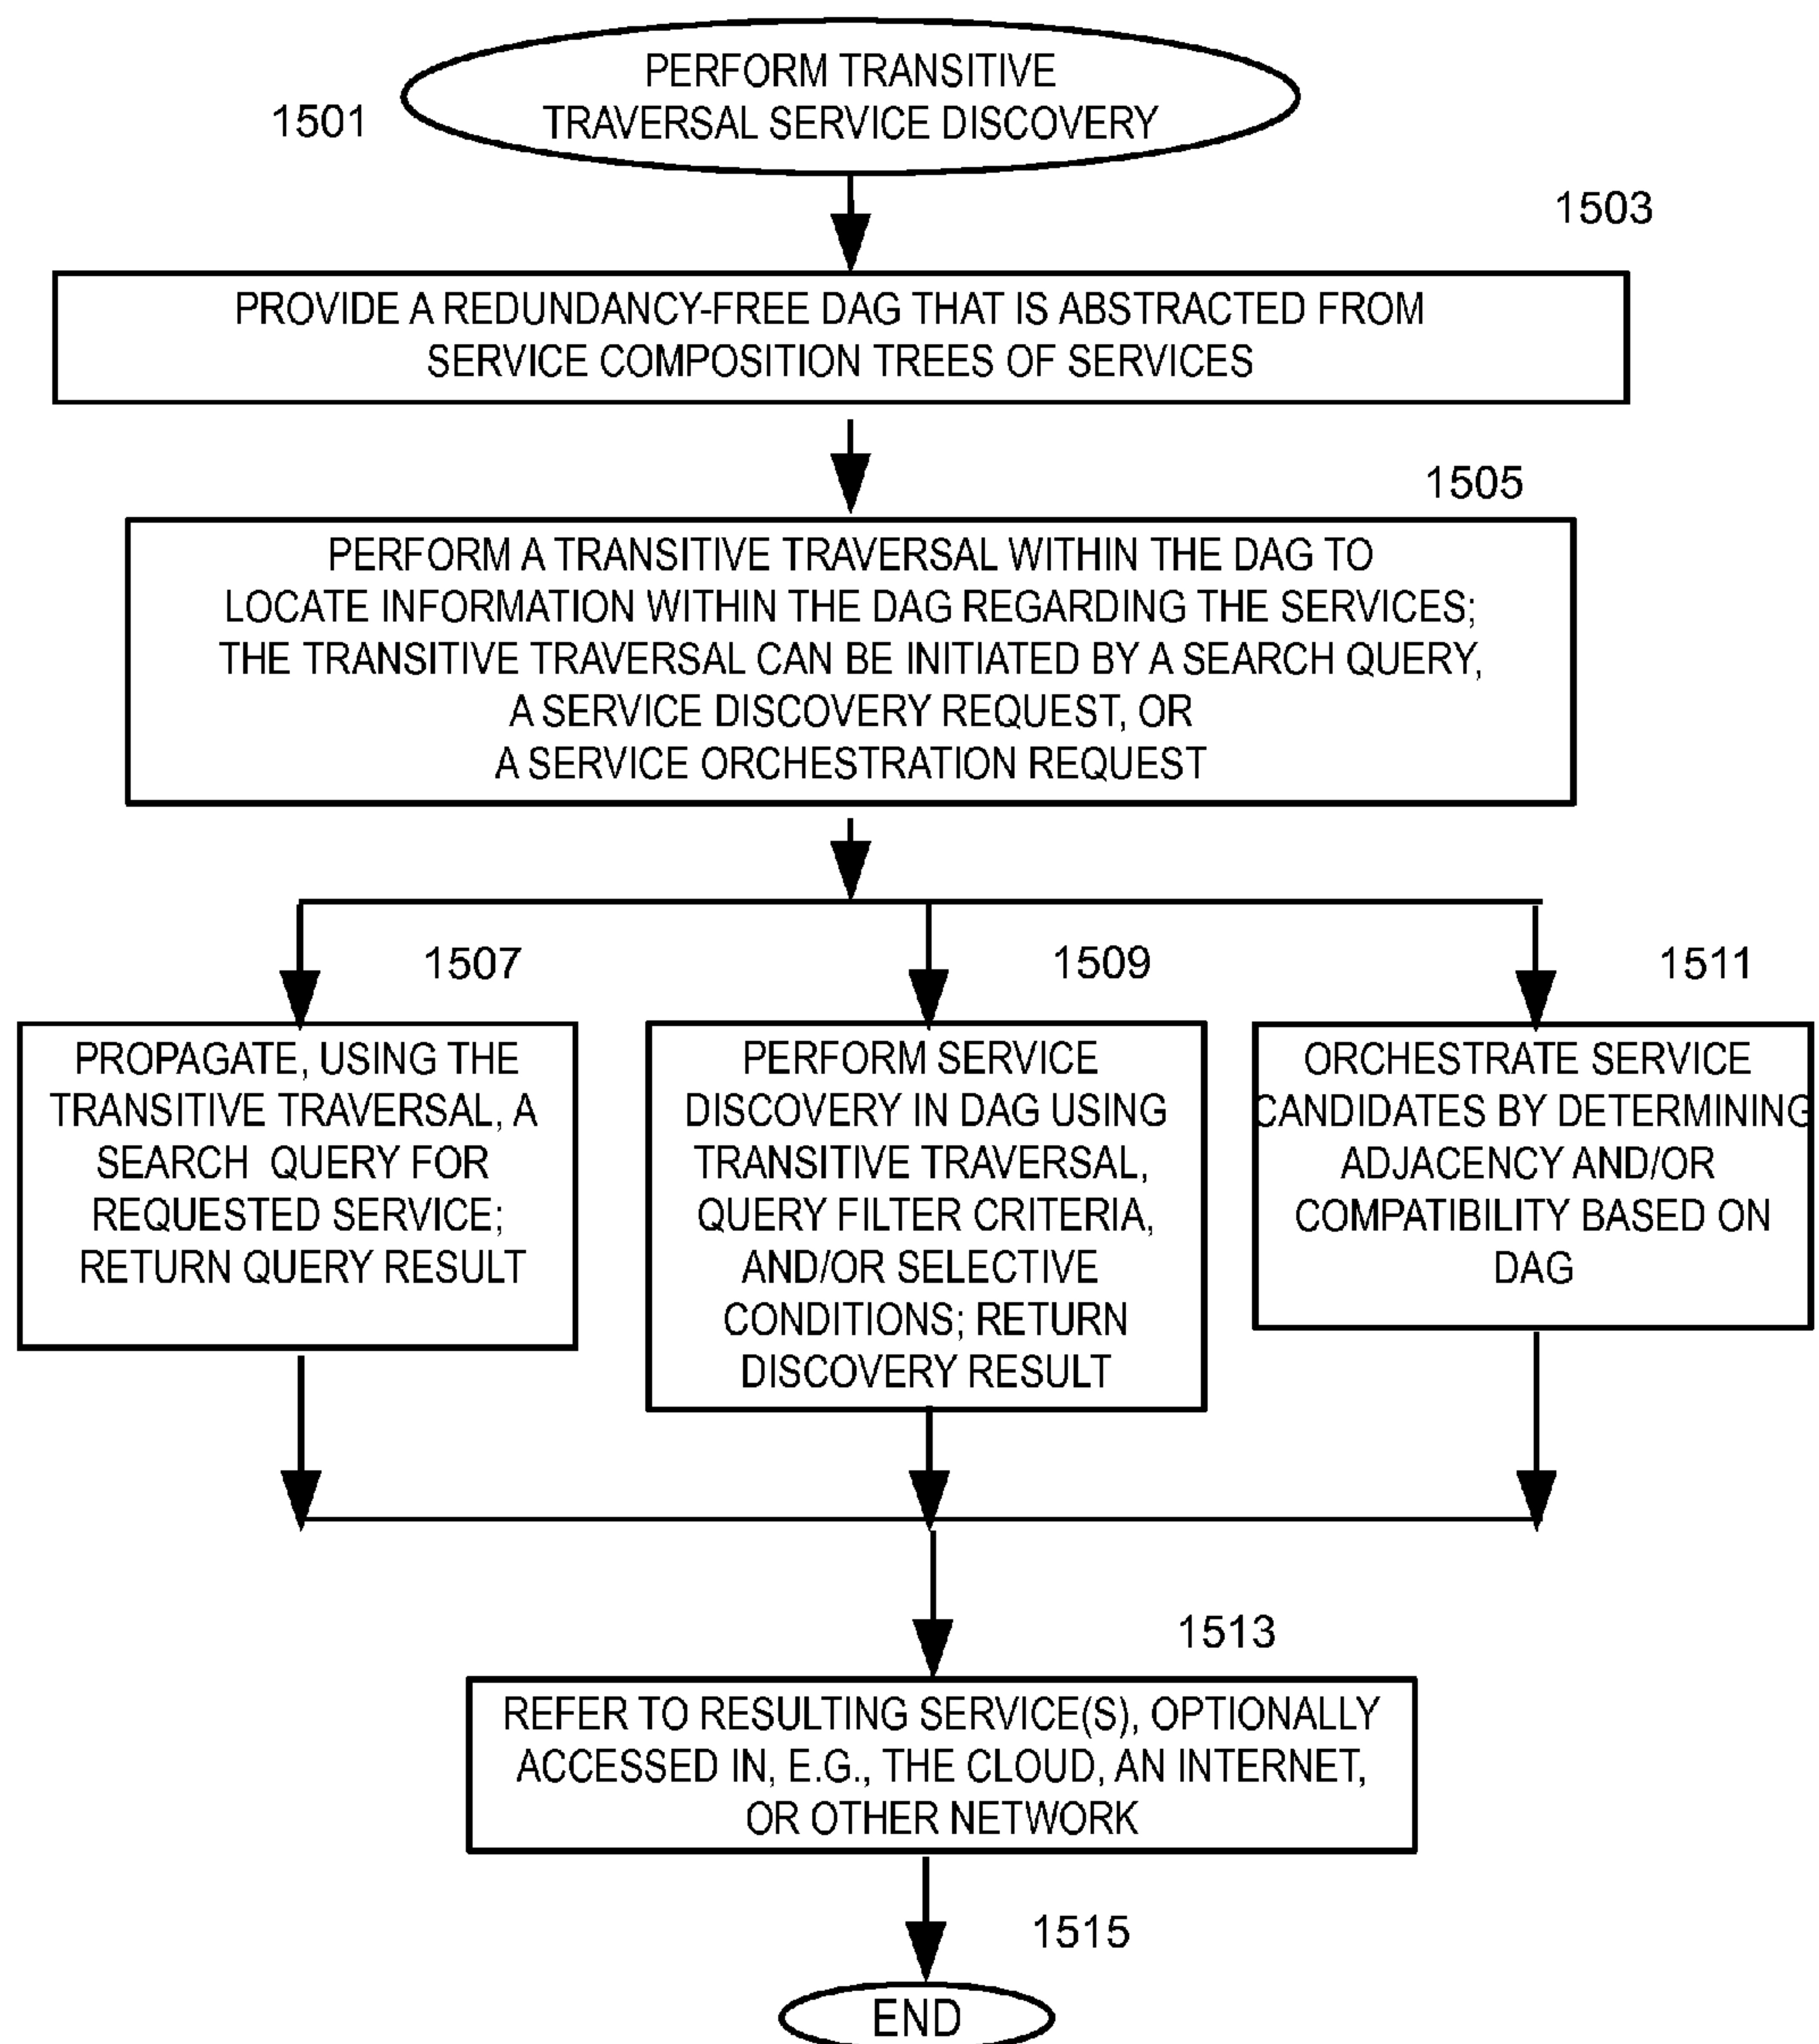 PERFORM TRANSITIVE
TRAVERSAL SERVICE DISCOVERY
1501
1503
PROVIDE A REDUNDANCY-FREE DAG THAT IS ABSTRACTED FROM
SERVICE COMPOSITION TREES OF SERVICES
1505
PERFORM A TRANSITIVE TRAVERSAL WITHIN THE DAG TO
LOCATE INFORMATION WITHIN THE DAG REGARDING THE SERVICES;
THE TRANSITIVE TRAVERSAL CAN BE INITIATED BY A SEARCH QUERY,
A SERVICE DISCOVERY REQUEST, OR
A SERVICE ORCHESTRATION REQUEST
1507
PROPAGATE, USING THE
TRANSITIVE TRAVERSAL, A
SEARCH QUERY FOR
REQUESTED SERVICE;
RETURN QUERY RESULT
1509
PERFORM SERVICE
DISCOVERY IN DAG USING
TRANSITIVE TRAVERSAL,
QUERY FILTER CRITERIA,
AND/OR SELECTIVE
CONDITIONS; RETURN
DISCOVERY RESULT
1511
ORCHESTRATE SERVICE
CANDIDATES BY DETERMINING
ADJACENCY AND/OR
COMPATIBILITY BASED ON
DAG
1513
REFER TO RESULTING SERVICE(S), OPTIONALLY
ACCESSED IN, E.G., THE CLOUD, AN INTERNET,
OR OTHER NETWORK
1515
END